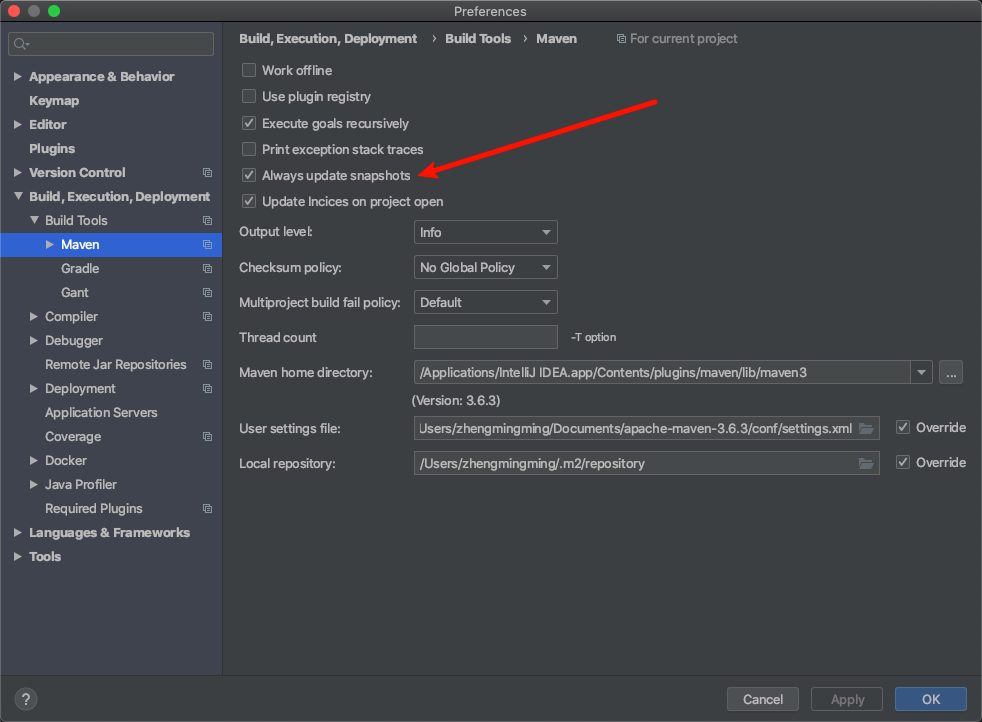 Preferences
Build, Execution, Deployment › Build Tools › Maven For current project
Appearance & Behavior
Keymap
Editor
Plugins
Version Control
Build, Execution, Deployment
Build Tools
Maven
Gradle
Gant
Compiler
Debugger
Remote Jar Repositories
Deployment
Application Servers
Coverage
Docker
Java Profiler
Required Plugins
Languages & Frameworks
Tools
Work offline
Use plugin registry
Execute goals recursively
Print exception stack traces
Always update snapshots
Update Incices on project open
Output level: Info
Checksum policy: No Global Policy
Multiproject build fail policy: Default
Thread count -T option
Maven home directory: /Applications/IntelliJ IDEA.app/Contents/plugins/maven/lib/maven3 ...
(Version: 3.6.3)
User settings file: Users/zhengmingming/Documents/apache-maven-3.6.3/conf/settings.xml Override
Local repository: /Users/zhengmingming/.m2/repository Override
? Cancel Apply OK